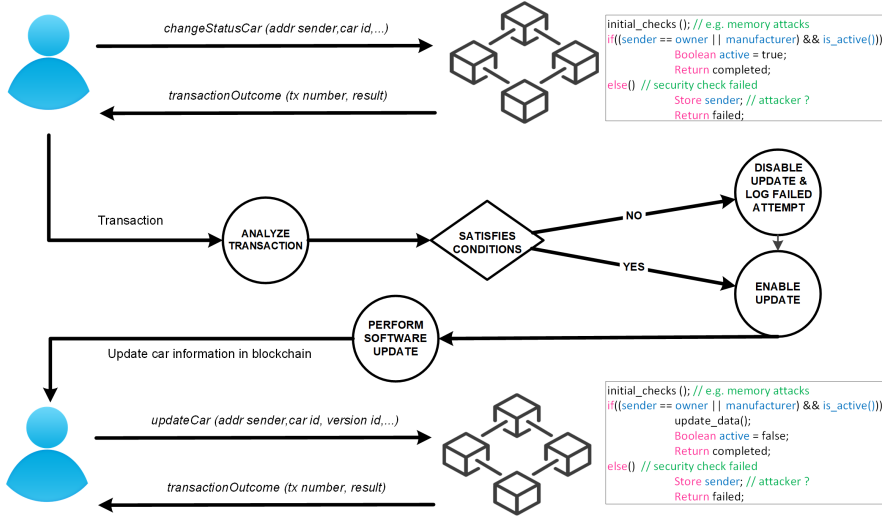 changeStatusCar (addr sender,car id,...)
transactionOutcome (tx number, result)
initial_checks (); // e.g. memory attacks
if((sender == owner || manufacturer) && is_active()))
Boolean active = true;
Return completed;
else() // security check failed
Store sender; // attacker ?
Return failed;
Transaction
ANALYZE
TRANSACTION
SATISFIES
CONDITIONS
NO
YES
DISABLE
UPDATE &
LOG FAILED
ATTEMPT
ENABLE
UPDATE
PERFORM
SOFTWARE
UPDATE
Update car information in blockchain
updateCar (addr sender,car id, version id,...)
transactionOutcome (tx number, result)
initial_checks (); // e.g. memory attacks
if((sender == owner || manufacturer) && is_active()))
update_data();
Boolean active = false;
Return completed;
else() // security check failed
Store sender; // attacker ?
Return failed;